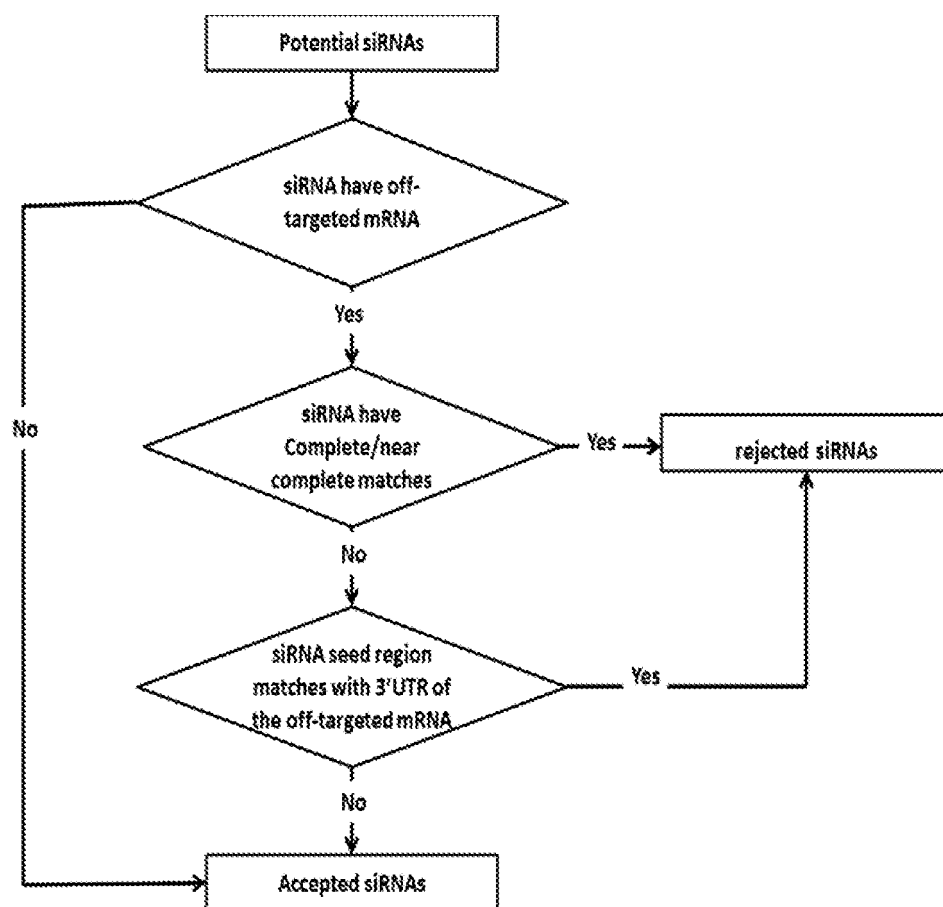 Potential siRNAs
siRNA have off-
targeted mRNA
Yes
No
siRNA have
Complete/near
complete matches
Yes
rejected siRNAs
No
siRNA seed region
matches with 3'UTR of
the off-targeted mRNA
Yes
No
Accepted siRNAs